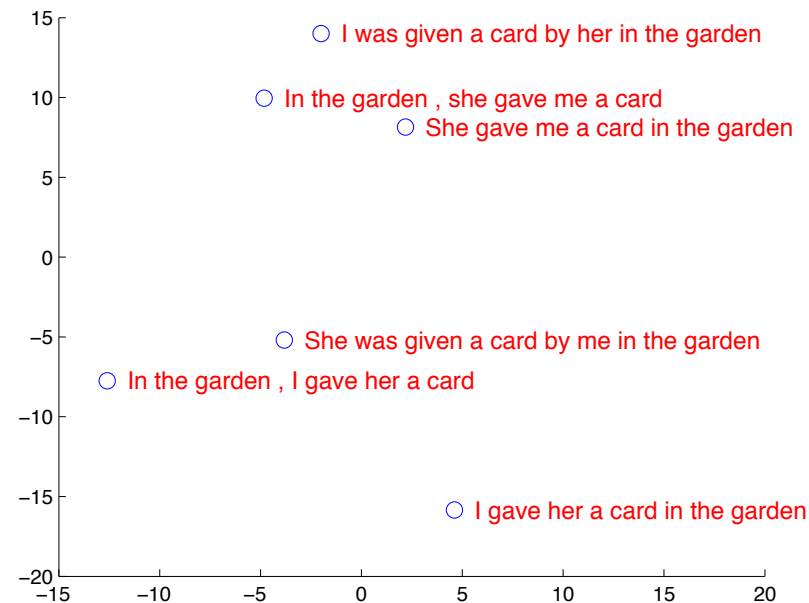 15
I was given a card by her in the garden
10
In the garden , she gave me a card
She gave me a card in the garden
5
0
−5
She was given a card by me in the garden
In the garden , I gave her a card
−10
−15
I gave her a card in the garden
−20
−15 −10 −5 0 5 10 15 20